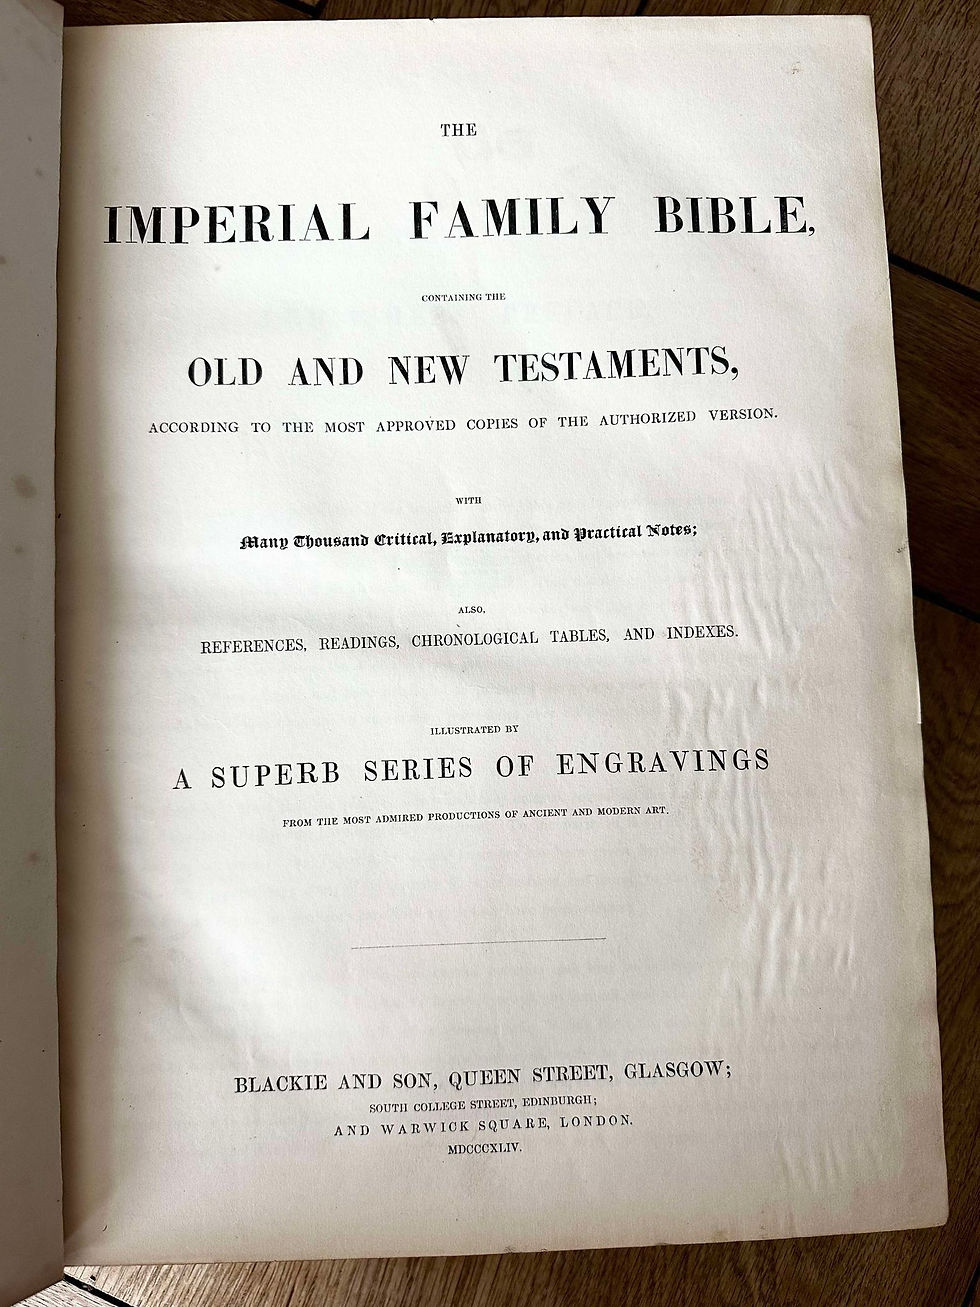 THE
IMPERIAL FAMILY BIBLE,
CONTAINING THE
OLD AND NEW TESTAMENTS,
ACCORDING TO THE MOST APPROVED COPIES OF THE AUTHORIZED VERSION.
WITH
Many Thousand Critical, Explanatory, and Practical Notes;
ALSO,
REFERENCES, READINGS, CHRONOLOGICAL TABLES, AND INDEXES.
ILLUSTRATED BY
A SUPERB SERIES OF ENGRAVINGS
FROM THE MOST ADMIRED PRODUCTIONS OF ANCIENT AND MODERN ART.
BLACKIE AND SON, QUEEN STREET, GLASGOW;
SOUTH COLLEGE STREET, EDINBURGH;
AND WARWICK SQUARE, LONDON.
MDCCCXLIV.